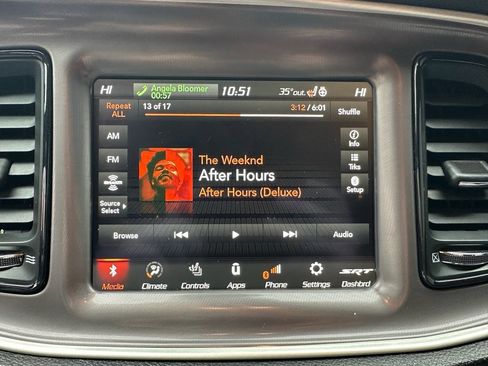 HI Angela Bloomer 10:51 35°out. HI
00:57
Repeat ALL 13 of 17 3:12 / 6:01 Shuffle
AM
FM
Source Select
The Weeknd
After Hours
After Hours (Deluxe)
Info
Trks
Setup
Browse Audio
Media Climate Controls Apps Phone Settings SRT Dashbrd